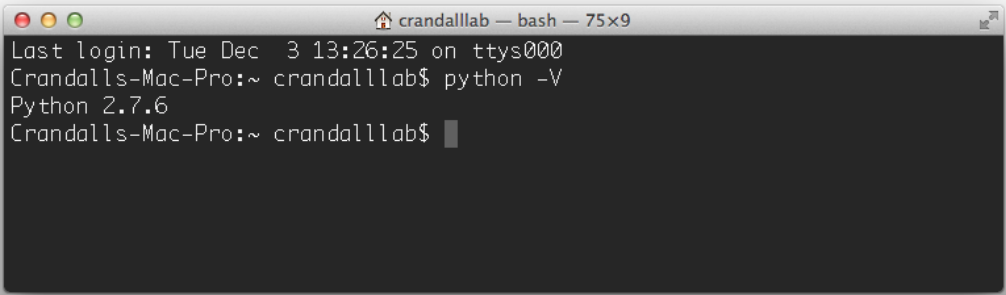 crandalllab — bash — 75×9
Last login: Tue Dec  3 13:26:25 on ttys000
Crandalls-Mac-Pro:~ crandalllab$ python -V
Python 2.7.6
Crandalls-Mac-Pro:~ crandalllab$